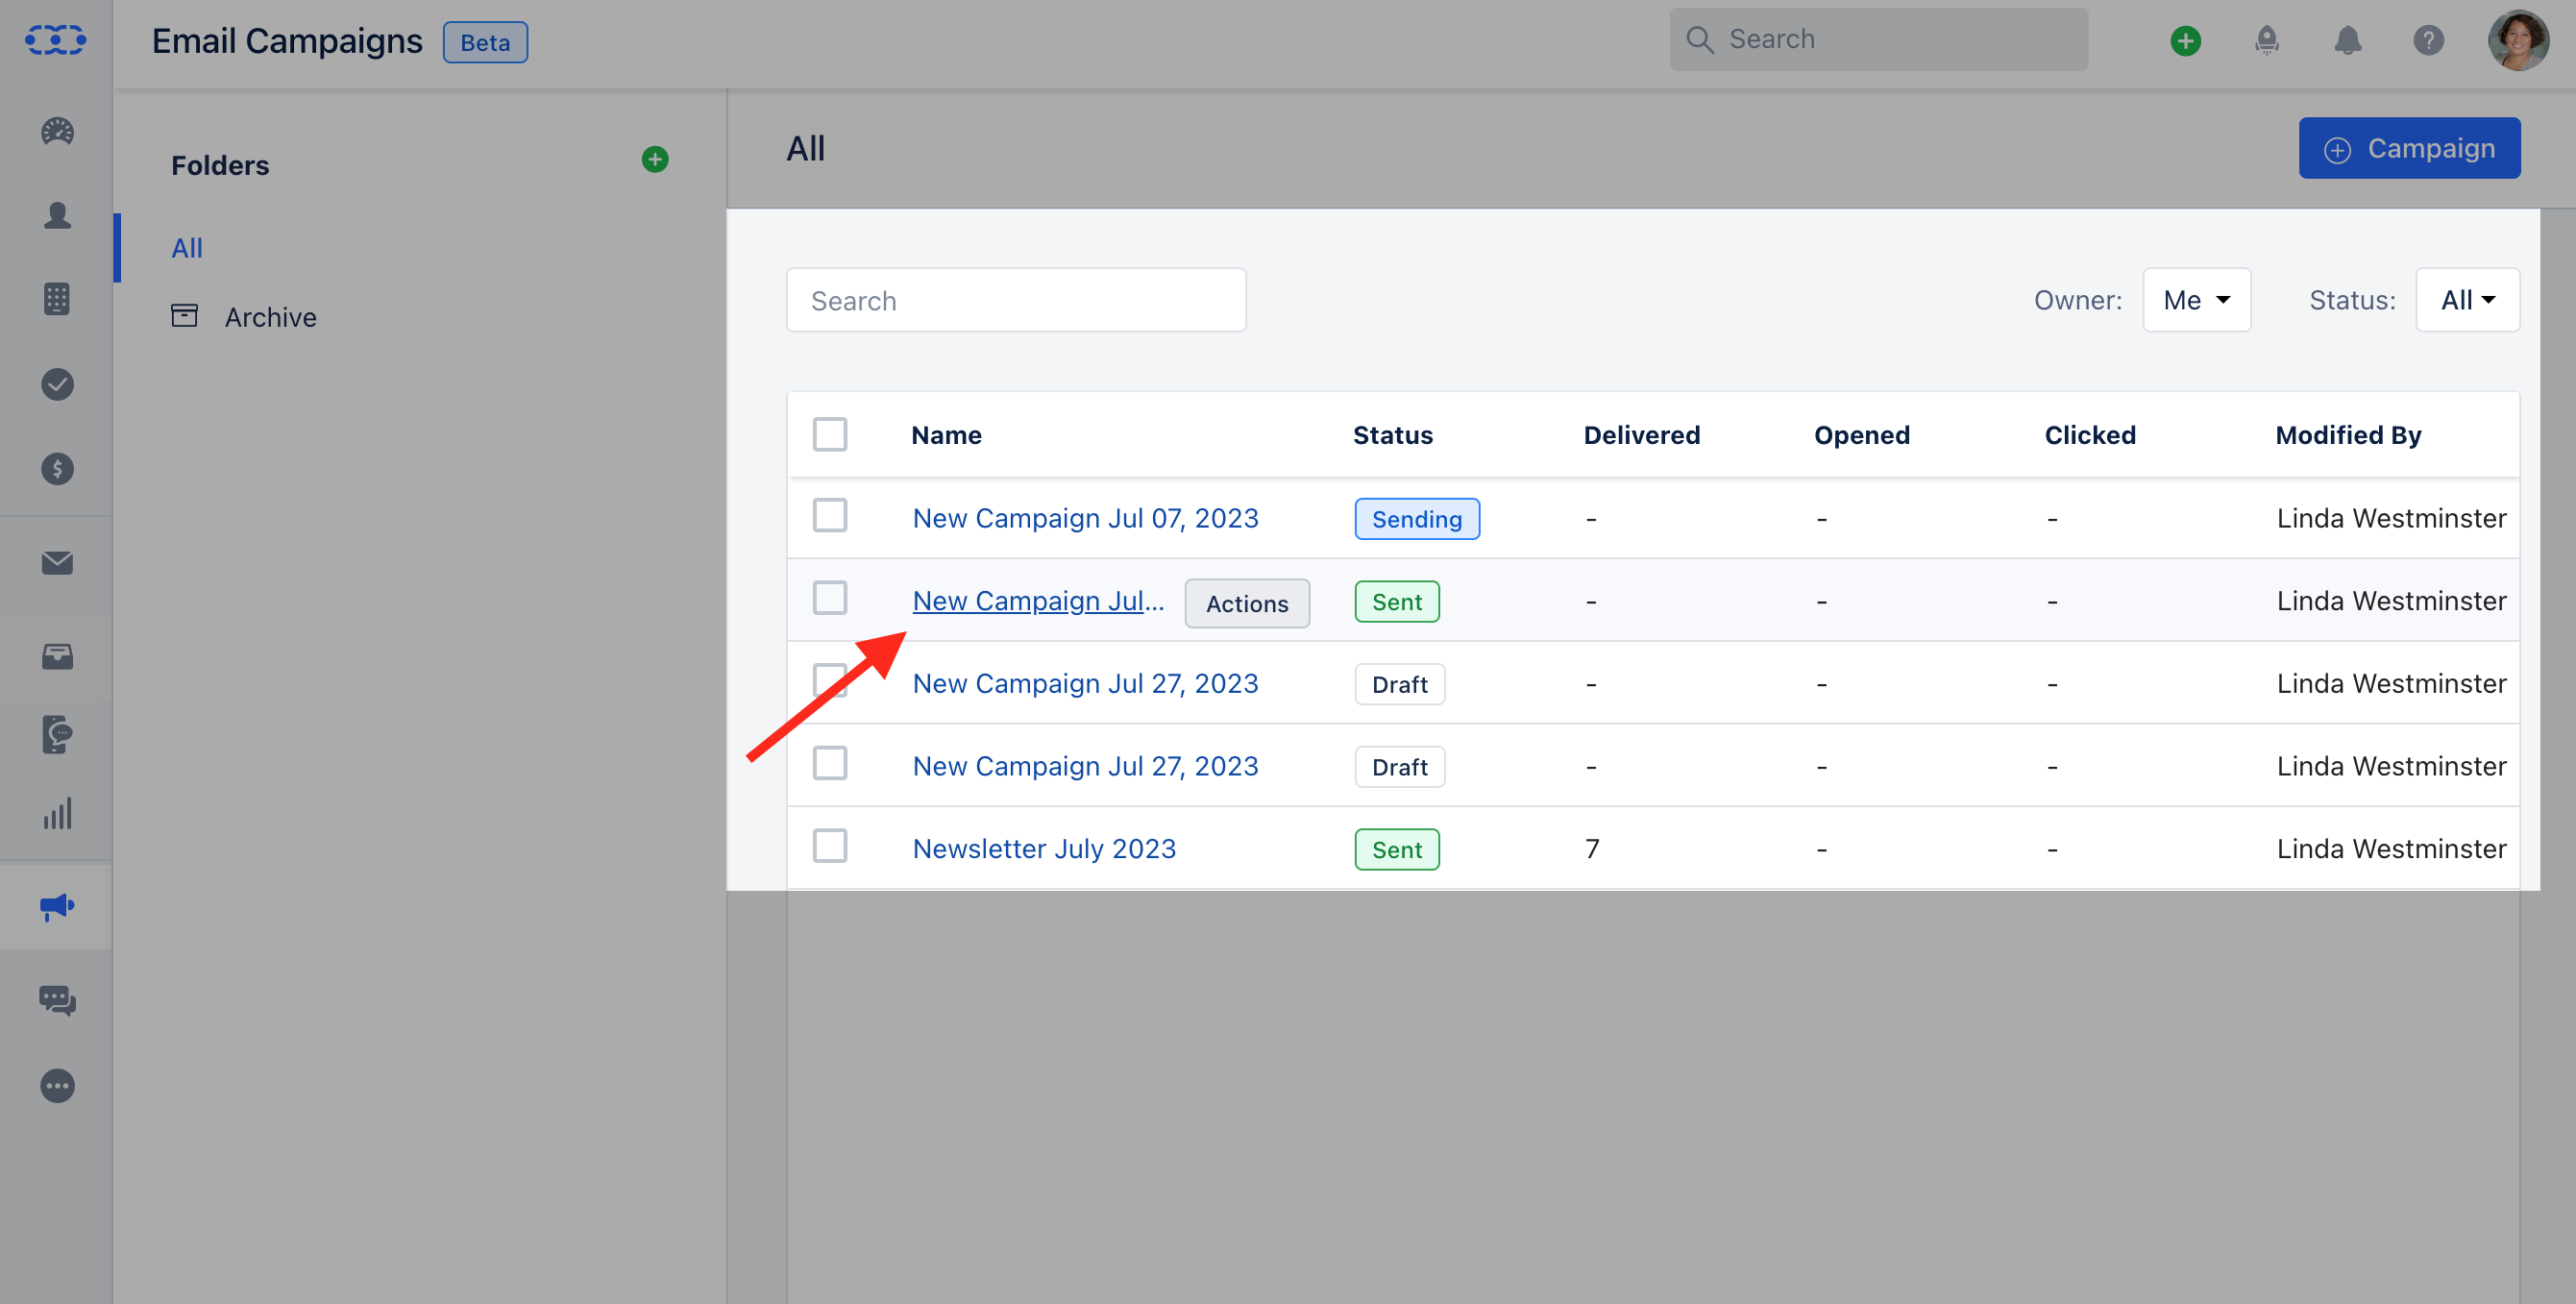 Email Campaigns Beta Search
Folders
All
Archive
All Campaign
Search Owner: Me Status: All
Name Status Delivered Opened Clicked Modified By
New Campaign Jul 07, 2023 Sending - - - Linda Westminster
New Campaign Jul... Actions Sent - - - Linda Westminster
New Campaign Jul 27, 2023 Draft - - - Linda Westminster
New Campaign Jul 27, 2023 Draft - - - Linda Westminster
Newsletter July 2023 Sent 7 - - Linda Westminster